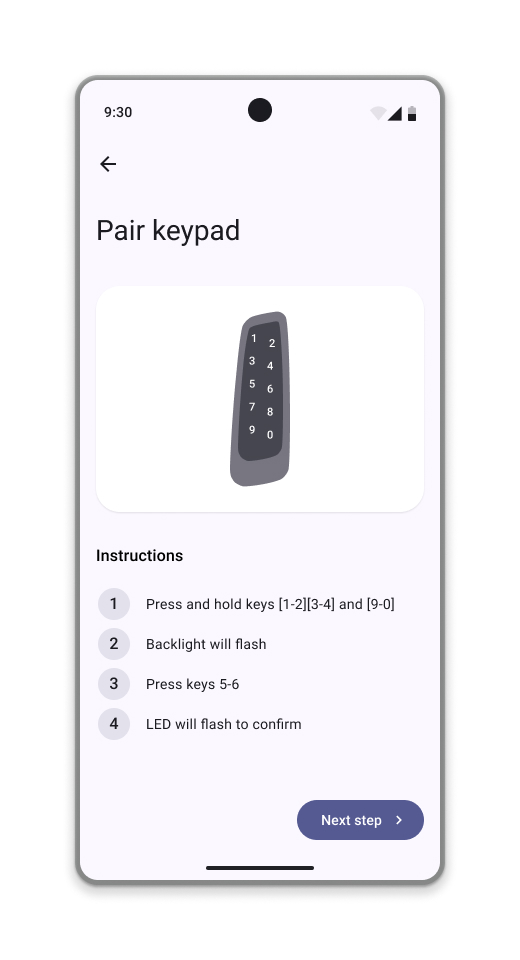 9:30
Pair keypad
1 2
3 4
5 6
7 8
9 0
Instructions
1 Press and hold keys [1-2][3-4] and [9-0]
2 Backlight will flash
3 Press keys 5-6
4 LED will flash to confirm
Next step